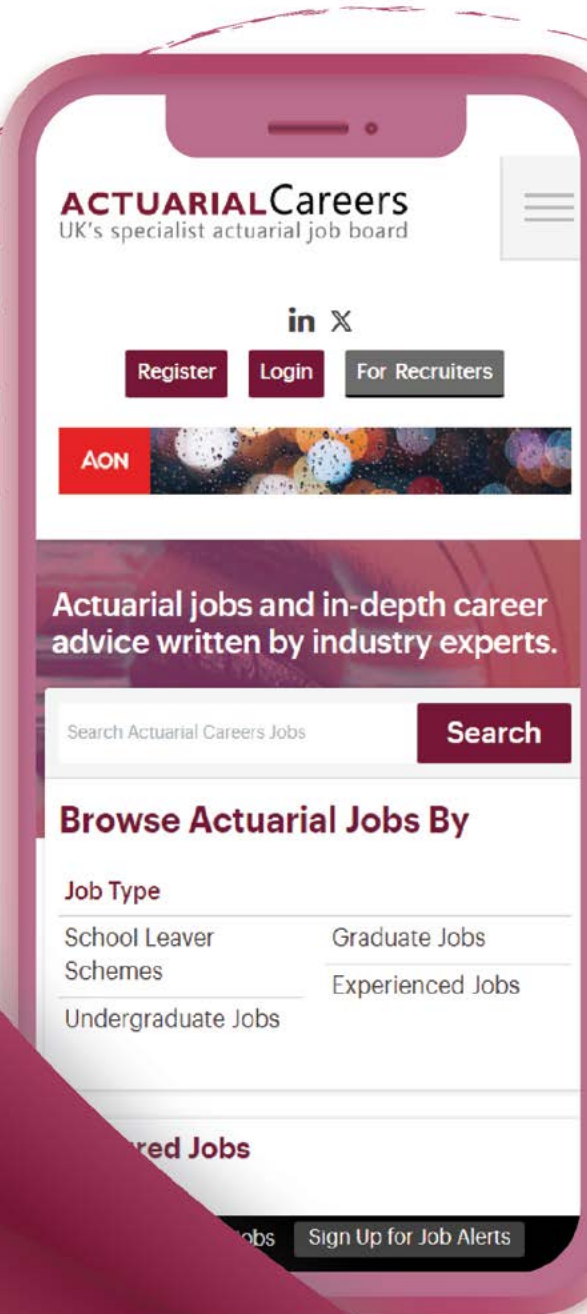 ACTUARIALCareers
UK's specialist actuarial job board
in X
Register Login For Recruiters
AON
Actuarial jobs and in-depth career
advice written by industry experts.
Search Actuarial Careers Jobs Search
Browse Actuarial Jobs By
Job Type
School Leaver
Schemes
Undergraduate Jobs
Graduate Jobs
Experienced Jobs
Jobs
Sign Up for Job Alerts